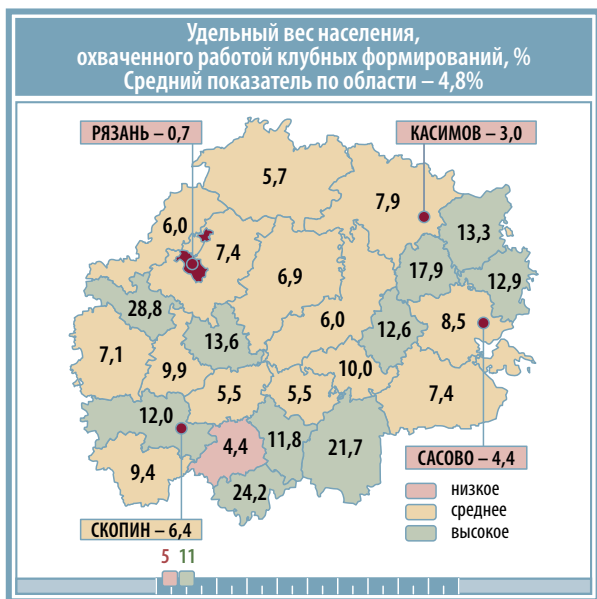 Удельный вес населения,
охваченного работой клубных формирований, %
Средний показатель по области – 4,8%
РЯЗАНЬ – 0,7
КАСИМОВ – 3,0
5,7
7,9
6,0
7,4
13,3
6,9
17,9
12,9
28,8
6,0
8,5
13,6
12,6
7,1
9,9
10,0
5,5
5,5
7,4
12,0
4,4
11,8
21,7
9,4
24,2
САСОВО – 4,4
СКОПИН – 6,4
низкое
среднее
высокое
5 11